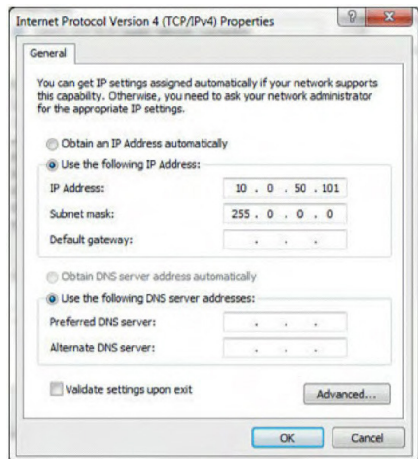 Internet Protocol Version 4 (TCP/IPv4) Properties
General
You can get IP settings assigned automatically if your network supports
this capability. Otherwise, you need to ask your network administrator
for the appropriate IP settings.
Obtain an IP Address automatically
Use the following IP Address:
IP Address: 10 . 0 . 50 . 101
Subnet mask: 255 . 0 . 0 . 0
Default gateway: . . .
Obtain DNS server address automatically
Use the following DNS server addresses:
Preferred DNS server: . . .
Alternate DNS server: . . .
Validate settings upon exit
Advanced...
OK Cancel